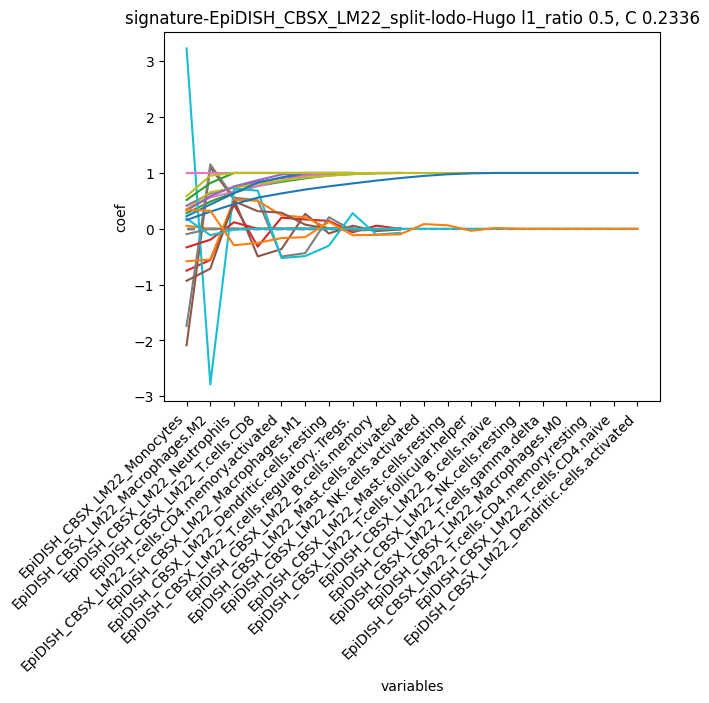 signature-EpiDISH_CBSX_LM22_split-lodo-Hugo l1_ratio 0.5, C 0.2336
3
2
1
0
−1
−2
−3
coef
EpiDISH_CBSX_LM22_Monocytes
EpiDISH_CBSX_LM22_Macrophages.M2
EpiDISH_CBSX_LM22_Neutrophils
EpiDISH_CBSX_LM22_T.cells.CD8
EpiDISH_CBSX_LM22_T.cells.CD4.memory.activated
EpiDISH_CBSX_LM22_Macrophages.M1
EpiDISH_CBSX_LM22_Dendritic.cells.resting
EpiDISH_CBSX_LM22_T.cells.regulatory..Tregs.
EpiDISH_CBSX_LM22_B.cells.memory
EpiDISH_CBSX_LM22_Mast.cells.activated
EpiDISH_CBSX_LM22_NK.cells.activated
EpiDISH_CBSX_LM22_Mast.cells.resting
EpiDISH_CBSX_LM22_T.cells.follicular.helper
EpiDISH_CBSX_LM22_B.cells.naive
EpiDISH_CBSX_LM22_NK.cells.resting
EpiDISH_CBSX_LM22_T.cells.gamma.delta
EpiDISH_CBSX_LM22_Macrophages.M0
EpiDISH_CBSX_LM22_T.cells.CD4.memory.resting
EpiDISH_CBSX_LM22_T.cells.CD4.naive
EpiDISH_CBSX_LM22_Dendritic.cells.activated
variables